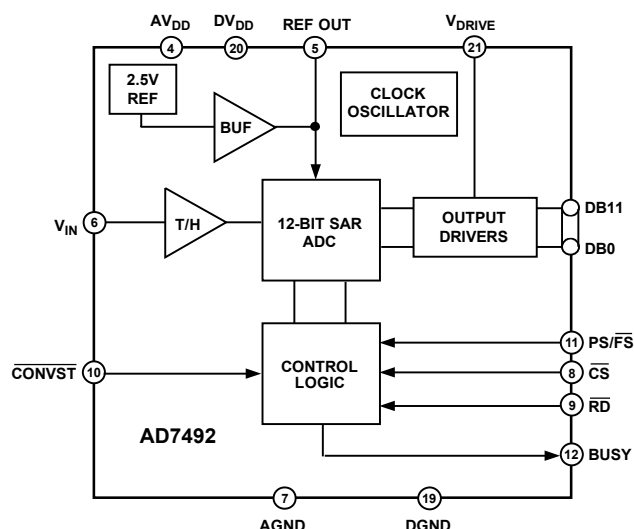 AVDD
DVDD
REF OUT
VDRIVE
4
20
5
21
2.5V
REF
BUF
CLOCK
OSCILLATOR
VIN
6
T/H
12-BIT SAR
ADC
OUTPUT
DRIVERS
DB11
DB0
CONVST
10
CONTROL
LOGIC
11
PS/FS
8
CS
9
RD
12
BUSY
AD7492
7
19
AGND
DGND